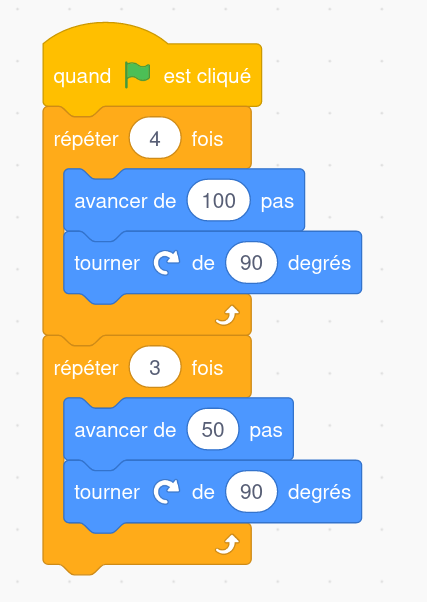 quand est cliqué
répéter 4 fois
avancer de 100 pas
tourner de 90 degrés
répéter 3 fois
avancer de 50 pas
tourner de 90 degrés